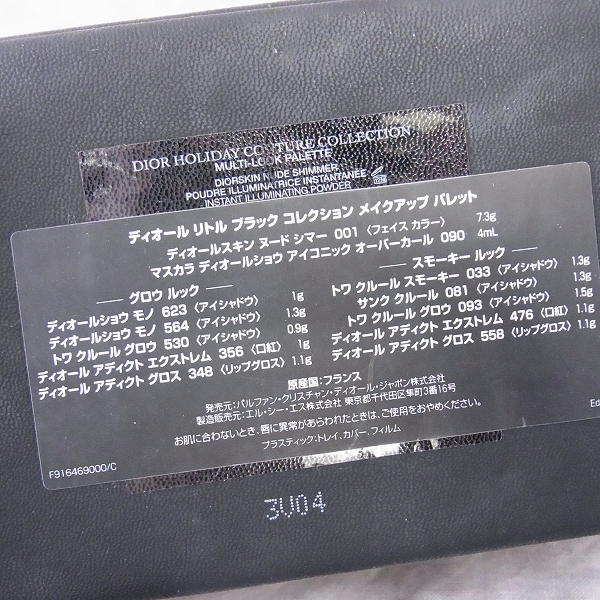 DIOR HOLIDAY COUTURE COLLECTION
MULTI-LOOK PALETTE
DIORSKIN NUDE SHIMMER
POUDRE ILLUMINATRICE INSTANTANÉE
INSTANT ILLUMINATING POWDER
ディオール リトル ブラック コレクション メイクアップ パレット
ディオールスキン ヌード シマー 001〈フェイス カラー〉 7.3g
マスカラ ディオールショウ アイコニック オーバーカール 090 4mL
― グロウ ルック ―
ディオールショウ モノ 623〈アイシャドウ〉 1g
ディオールショウ モノ 564〈アイシャドウ〉 1.3g
トワ クルール グロウ 530〈アイシャドウ〉 0.9g
ディオール アディクト エクストレム 356〈口紅〉 1g
ディオール アディクト グロス 348〈リップグロス〉 1.1g
― スモーキー ルック ―
トワ クルール スモーキー 033〈アイシャドウ〉 1.3g
サンク クルール 081〈アイシャドウ〉 1.3g
トワ クルール グロウ 093〈アイシャドウ〉 1.5g
ディオール アディクト エクストレム 476〈口紅〉 1.1g
ディオール アディクト グロス 558〈リップグロス〉 1.1g
原産国:フランス
発売元:パルファン・クリスチャン・ディオール・ジャポン株式会社
製造販売元:エル・シー・エス株式会社 東京都千代田区隼町3番16号
お肌に合わないとき、唇に異常があらわれたときは、ご使用をおやめください。
プラスティック:トレイ、カバー、フィルム
F916469000/C
Ed
3U04